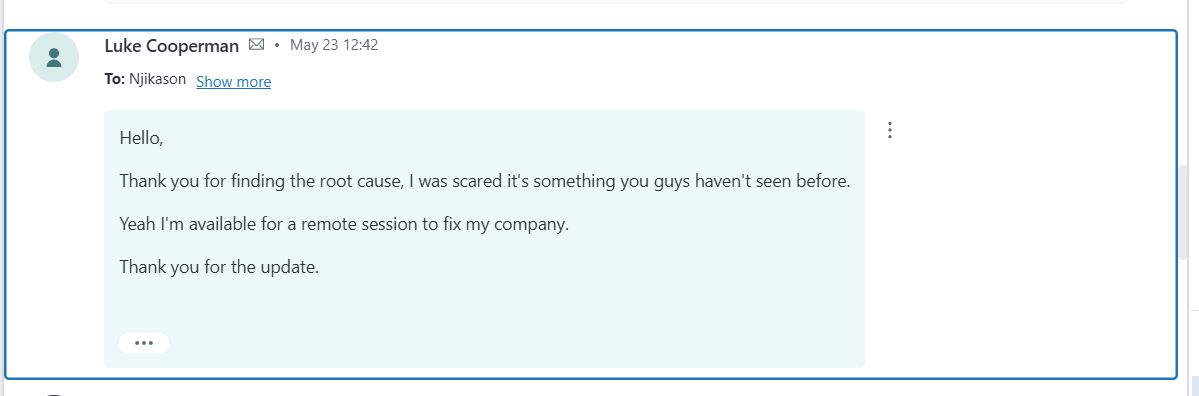 Luke Cooperman • May 23 12:42
To: Njikason Show more
Hello,
Thank you for finding the root cause, I was scared it's something you guys haven't seen before.
Yeah I'm available for a remote session to fix my company.
Thank you for the update.
•••